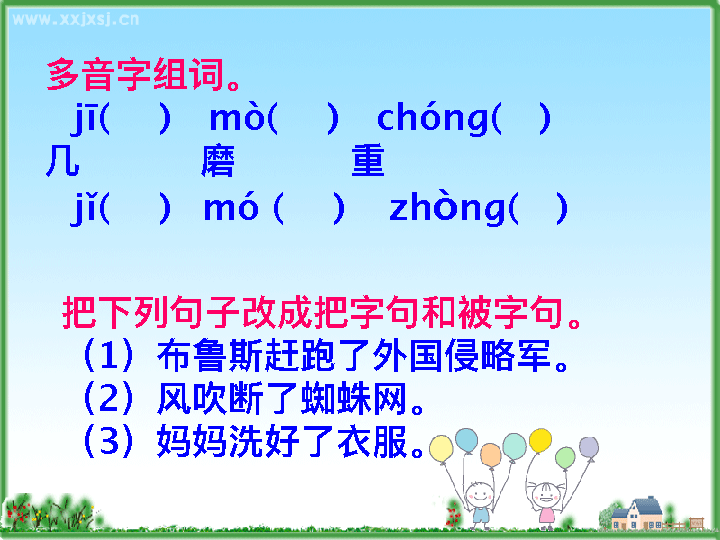 www.xxjxsj.cn
多音字组词。
jī(    )  mò(    )  chóng(  )
几    磨    重
jǐ(    )  mó (    )  zhòng(  )
把下列句子改成把字句和被字句。
（1）布鲁斯赶跑了外国侵略军。
（2）风吹断了蜘蛛网。
（3）妈妈洗好了衣服。